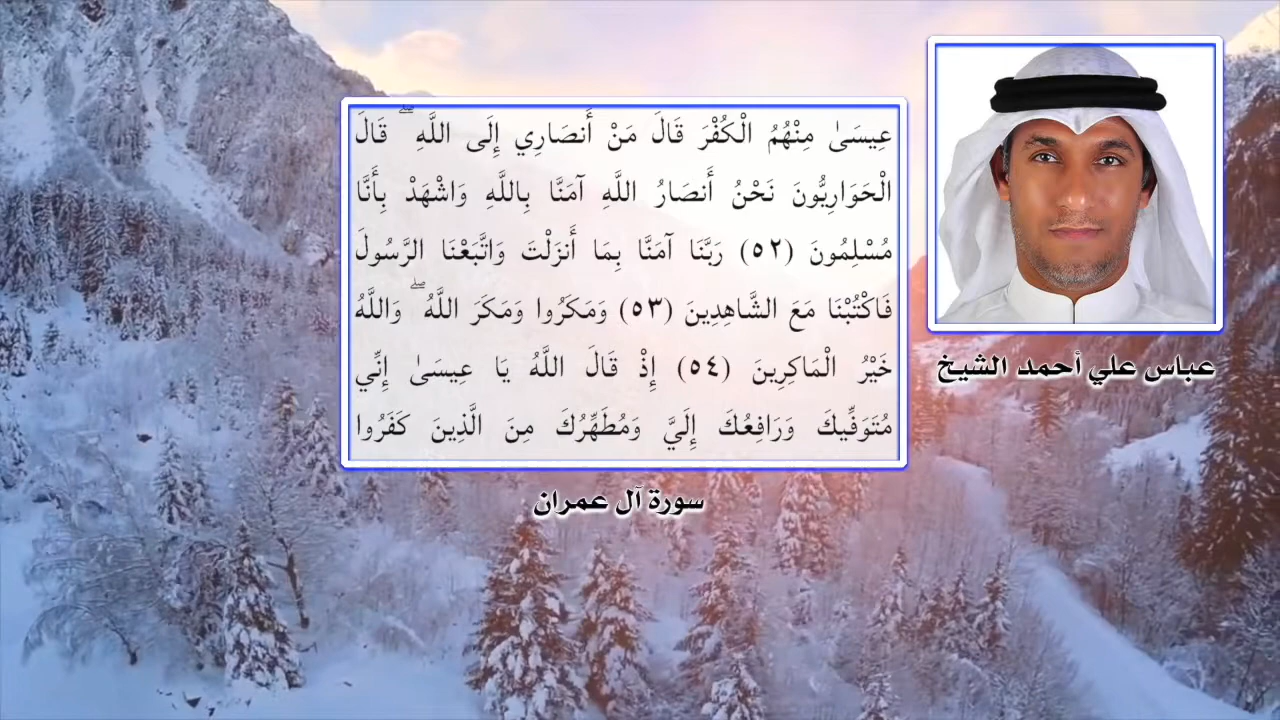 عِيسَىٰ مِنْهُمُ الْكُفْرَ قَالَ مَنْ أَنصَارِي إِلَى اللَّهِ ۖ قَالَ
الْحَوَارِيُّونَ نَحْنُ أَنصَارُ اللَّهِ آمَنَّا بِاللَّهِ وَاشْهَدْ بِأَنَّا
مُسْلِمُونَ (٥٢) رَبَّنَا آمَنَّا بِمَا أَنزَلْتَ وَاتَّبَعْنَا الرَّسُولَ
فَاكْتُبْنَا مَعَ الشَّاهِدِينَ (٥٣) وَمَكَرُوا وَمَكَرَ اللَّهُ ۖ وَاللَّهُ
خَيْرُ الْمَاكِرِينَ (٥٤) إِذْ قَالَ اللَّهُ يَا عِيسَىٰ إِنِّي
مُتَوَفِّيكَ وَرَافِعُكَ إِلَيَّ وَمُطَهِّرُكَ مِنَ الَّذِينَ كَفَرُوا
عباس علي أحمد الشيخ
سورة آل عمران